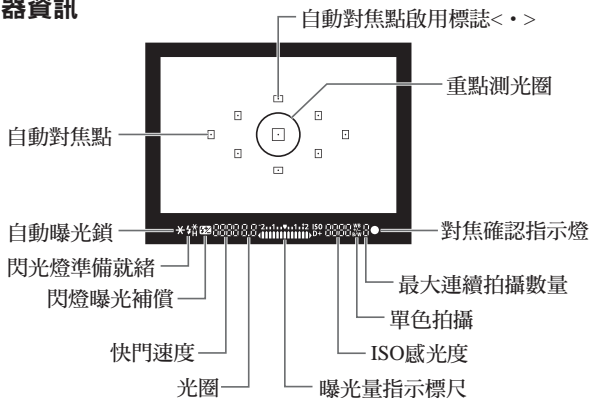 器資訊
自動對焦點啟用標誌<・>
重點測光圈
自動對焦點
自動曝光鎖
對焦確認指示燈
閃光燈準備就緒
最大連續拍攝數量
閃燈曝光補償
單色拍攝
快門速度
ISO感光度
光圈
曝光量指示標尺